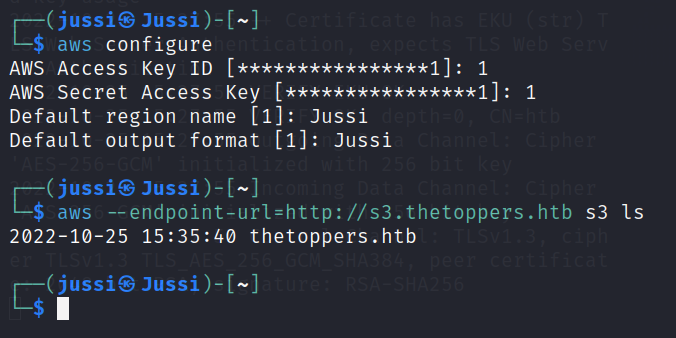 ┌──(jussi㉿Jussi)-[~]
└─$ aws configure
AWS Access Key ID [****************1]: 1
AWS Secret Access Key [****************1]: 1
Default region name [1]: Jussi
Default output format [1]: Jussi
┌──(jussi㉿Jussi)-[~]
└─$ aws --endpoint-url=http://s3.thetoppers.htb s3 ls
2022-10-25 15:35:40 thetoppers.htb
┌──(jussi㉿Jussi)-[~]
└─$